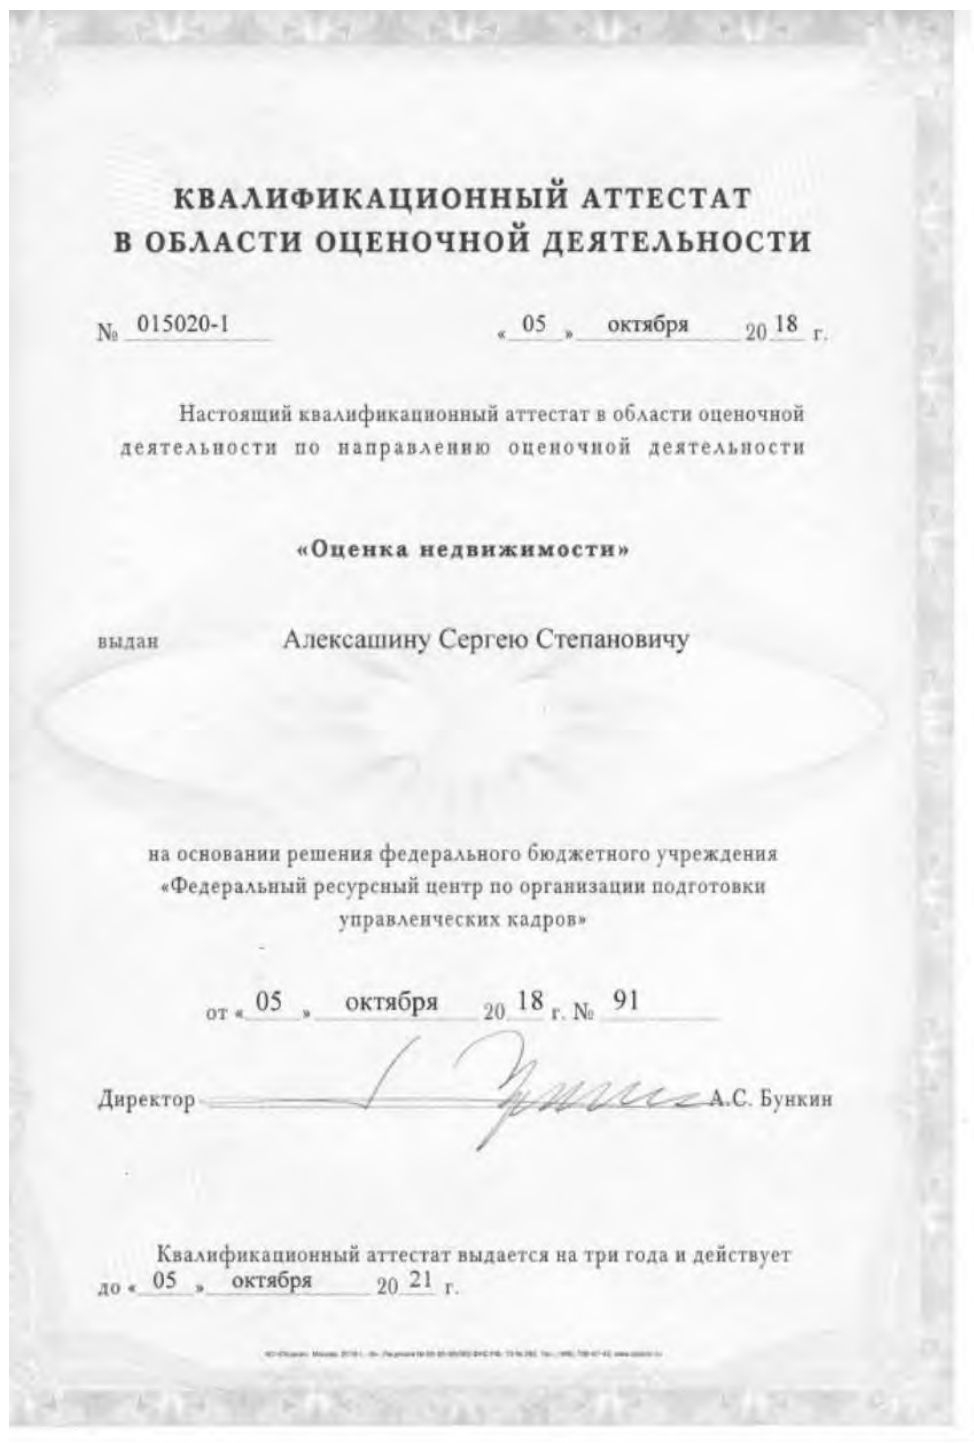 КВАЛИФИКАЦИОННЫЙ АТТЕСТАТ
В ОБЛАСТИ ОЦЕНОЧНОЙ ДЕЯТЕЛЬНОСТИ
№ 015020-1 « 05 » октября 20 18 г.
Настоящий квалификационный аттестат в области оценочной
деятельности по направлению оценочной деятельности
«Оценка недвижимости»
выдан Алексашину Сергею Степановичу
на основании решения федерального бюджетного учреждения
«Федеральный ресурсный центр по организации подготовки
управленческих кадров»
от « 05 » октября 20 18 г. № 91
Директор А.С. Бункин
Квалификационный аттестат выдается на три года и действует
до « 05 » октября 20 21 г.